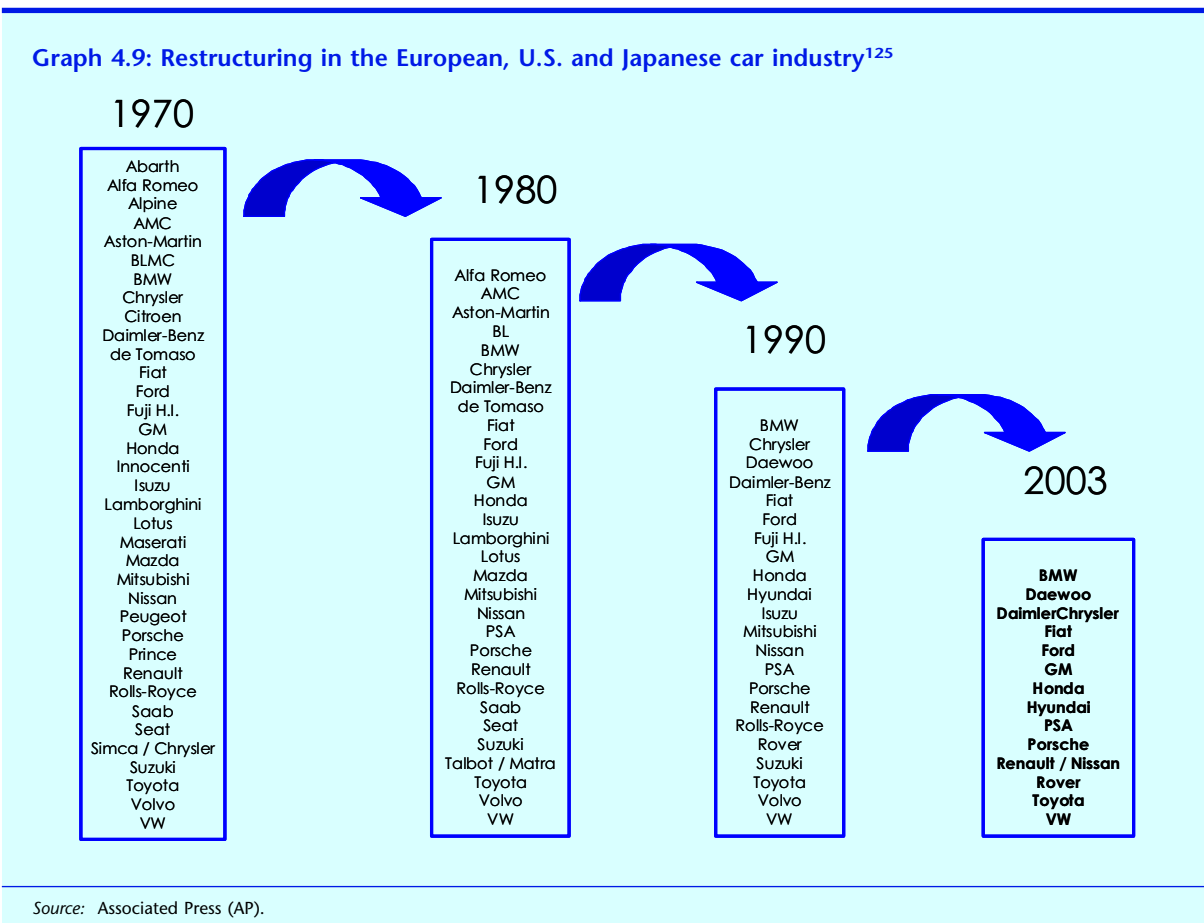 Graph 4.9: Restructuring in the European, U.S. and Japanese car industry¹²⁵
1970
Abarth
Alfa Romeo
Alpine
AMC
Aston-Martin
BLMC
BMW
Chrysler
Citroen
Daimler-Benz
de Tomaso
Fiat
Ford
Fuji H.I.
GM
Honda
Innocenti
Isuzu
Lamborghini
Lotus
Maserati
Mazda
Mitsubishi
Nissan
Peugeot
Porsche
Prince
Renault
Rolls-Royce
Saab
Seat
Simca / Chrysler
Suzuki
Toyota
Volvo
VW
1980
Alfa Romeo
AMC
Aston-Martin
BL
BMW
Chrysler
Daimler-Benz
de Tomaso
Fiat
Ford
Fuji H.I.
GM
Honda
Isuzu
Lamborghini
Lotus
Mazda
Mitsubishi
Nissan
PSA
Porsche
Renault
Rolls-Royce
Saab
Seat
Suzuki
Talbot / Matra
Toyota
Volvo
VW
1990
BMW
Chrysler
Daewoo
Daimler-Benz
Fiat
Ford
Fuji H.I.
GM
Honda
Hyundai
Isuzu
Mitsubishi
Nissan
PSA
Porsche
Renault
Rolls-Royce
Rover
Suzuki
Toyota
Volvo
VW
2003
BMW
Daewoo
DaimlerChrysler
Fiat
Ford
GM
Honda
Hyundai
PSA
Porsche
Renault / Nissan
Rover
Toyota
VW
Source: Associated Press (AP).